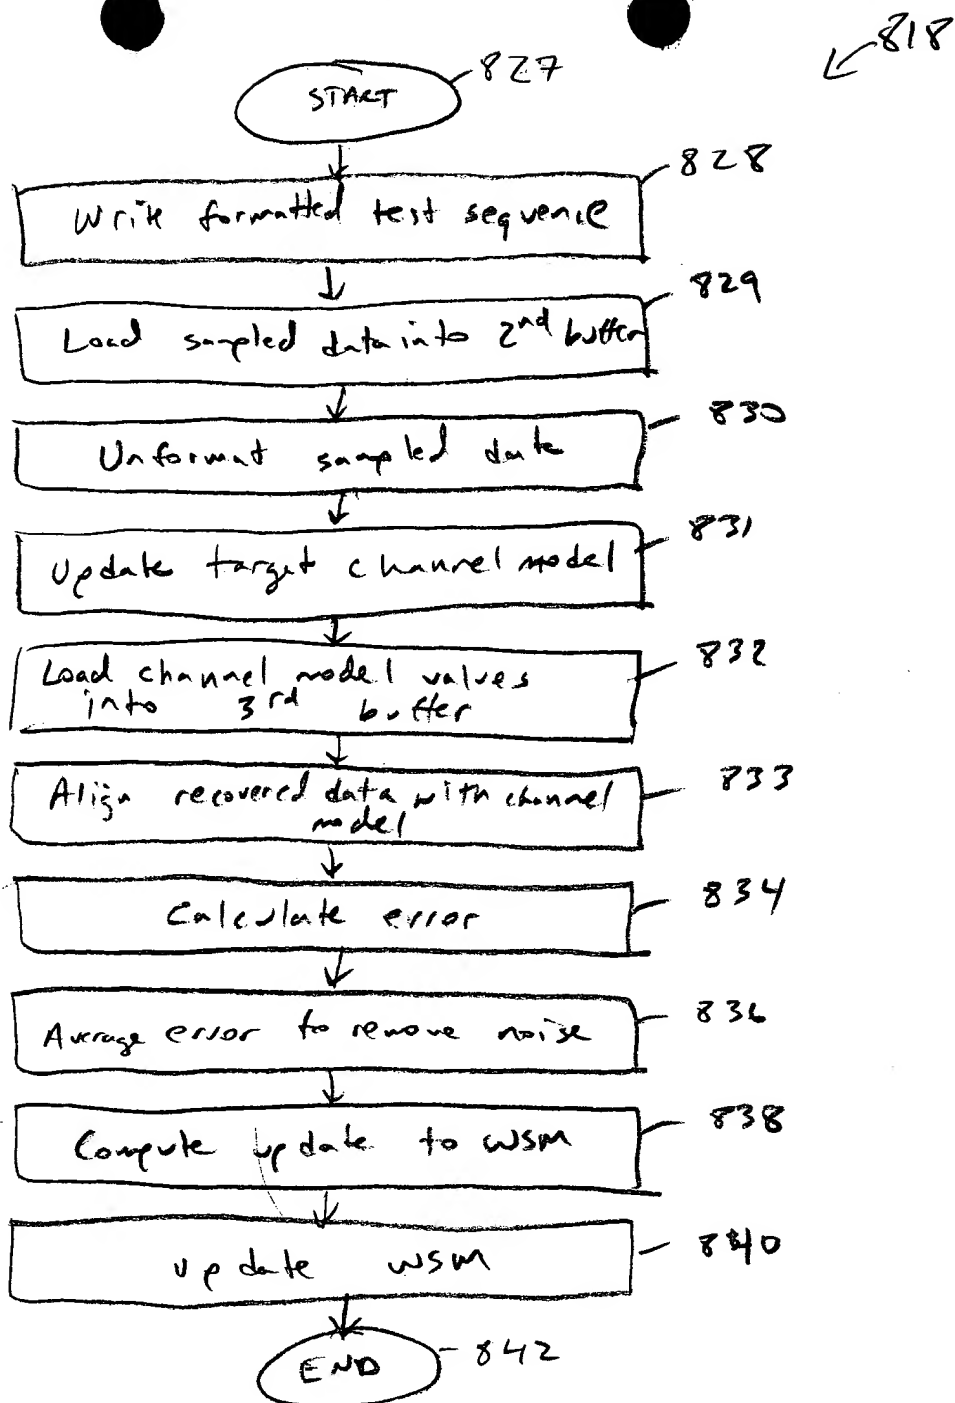 818
START
827
828
Write formatted test sequence
829
Load sampled data into 2nd buffer
830
Unformat sampled data
831
Update target channel model
832
Load channel model values
into 3rd buffer
833
Align recovered data with channel
model
834
Calculate error
836
Average error to remove noise
838
Compute update to WSM
840
update WSM
END
842